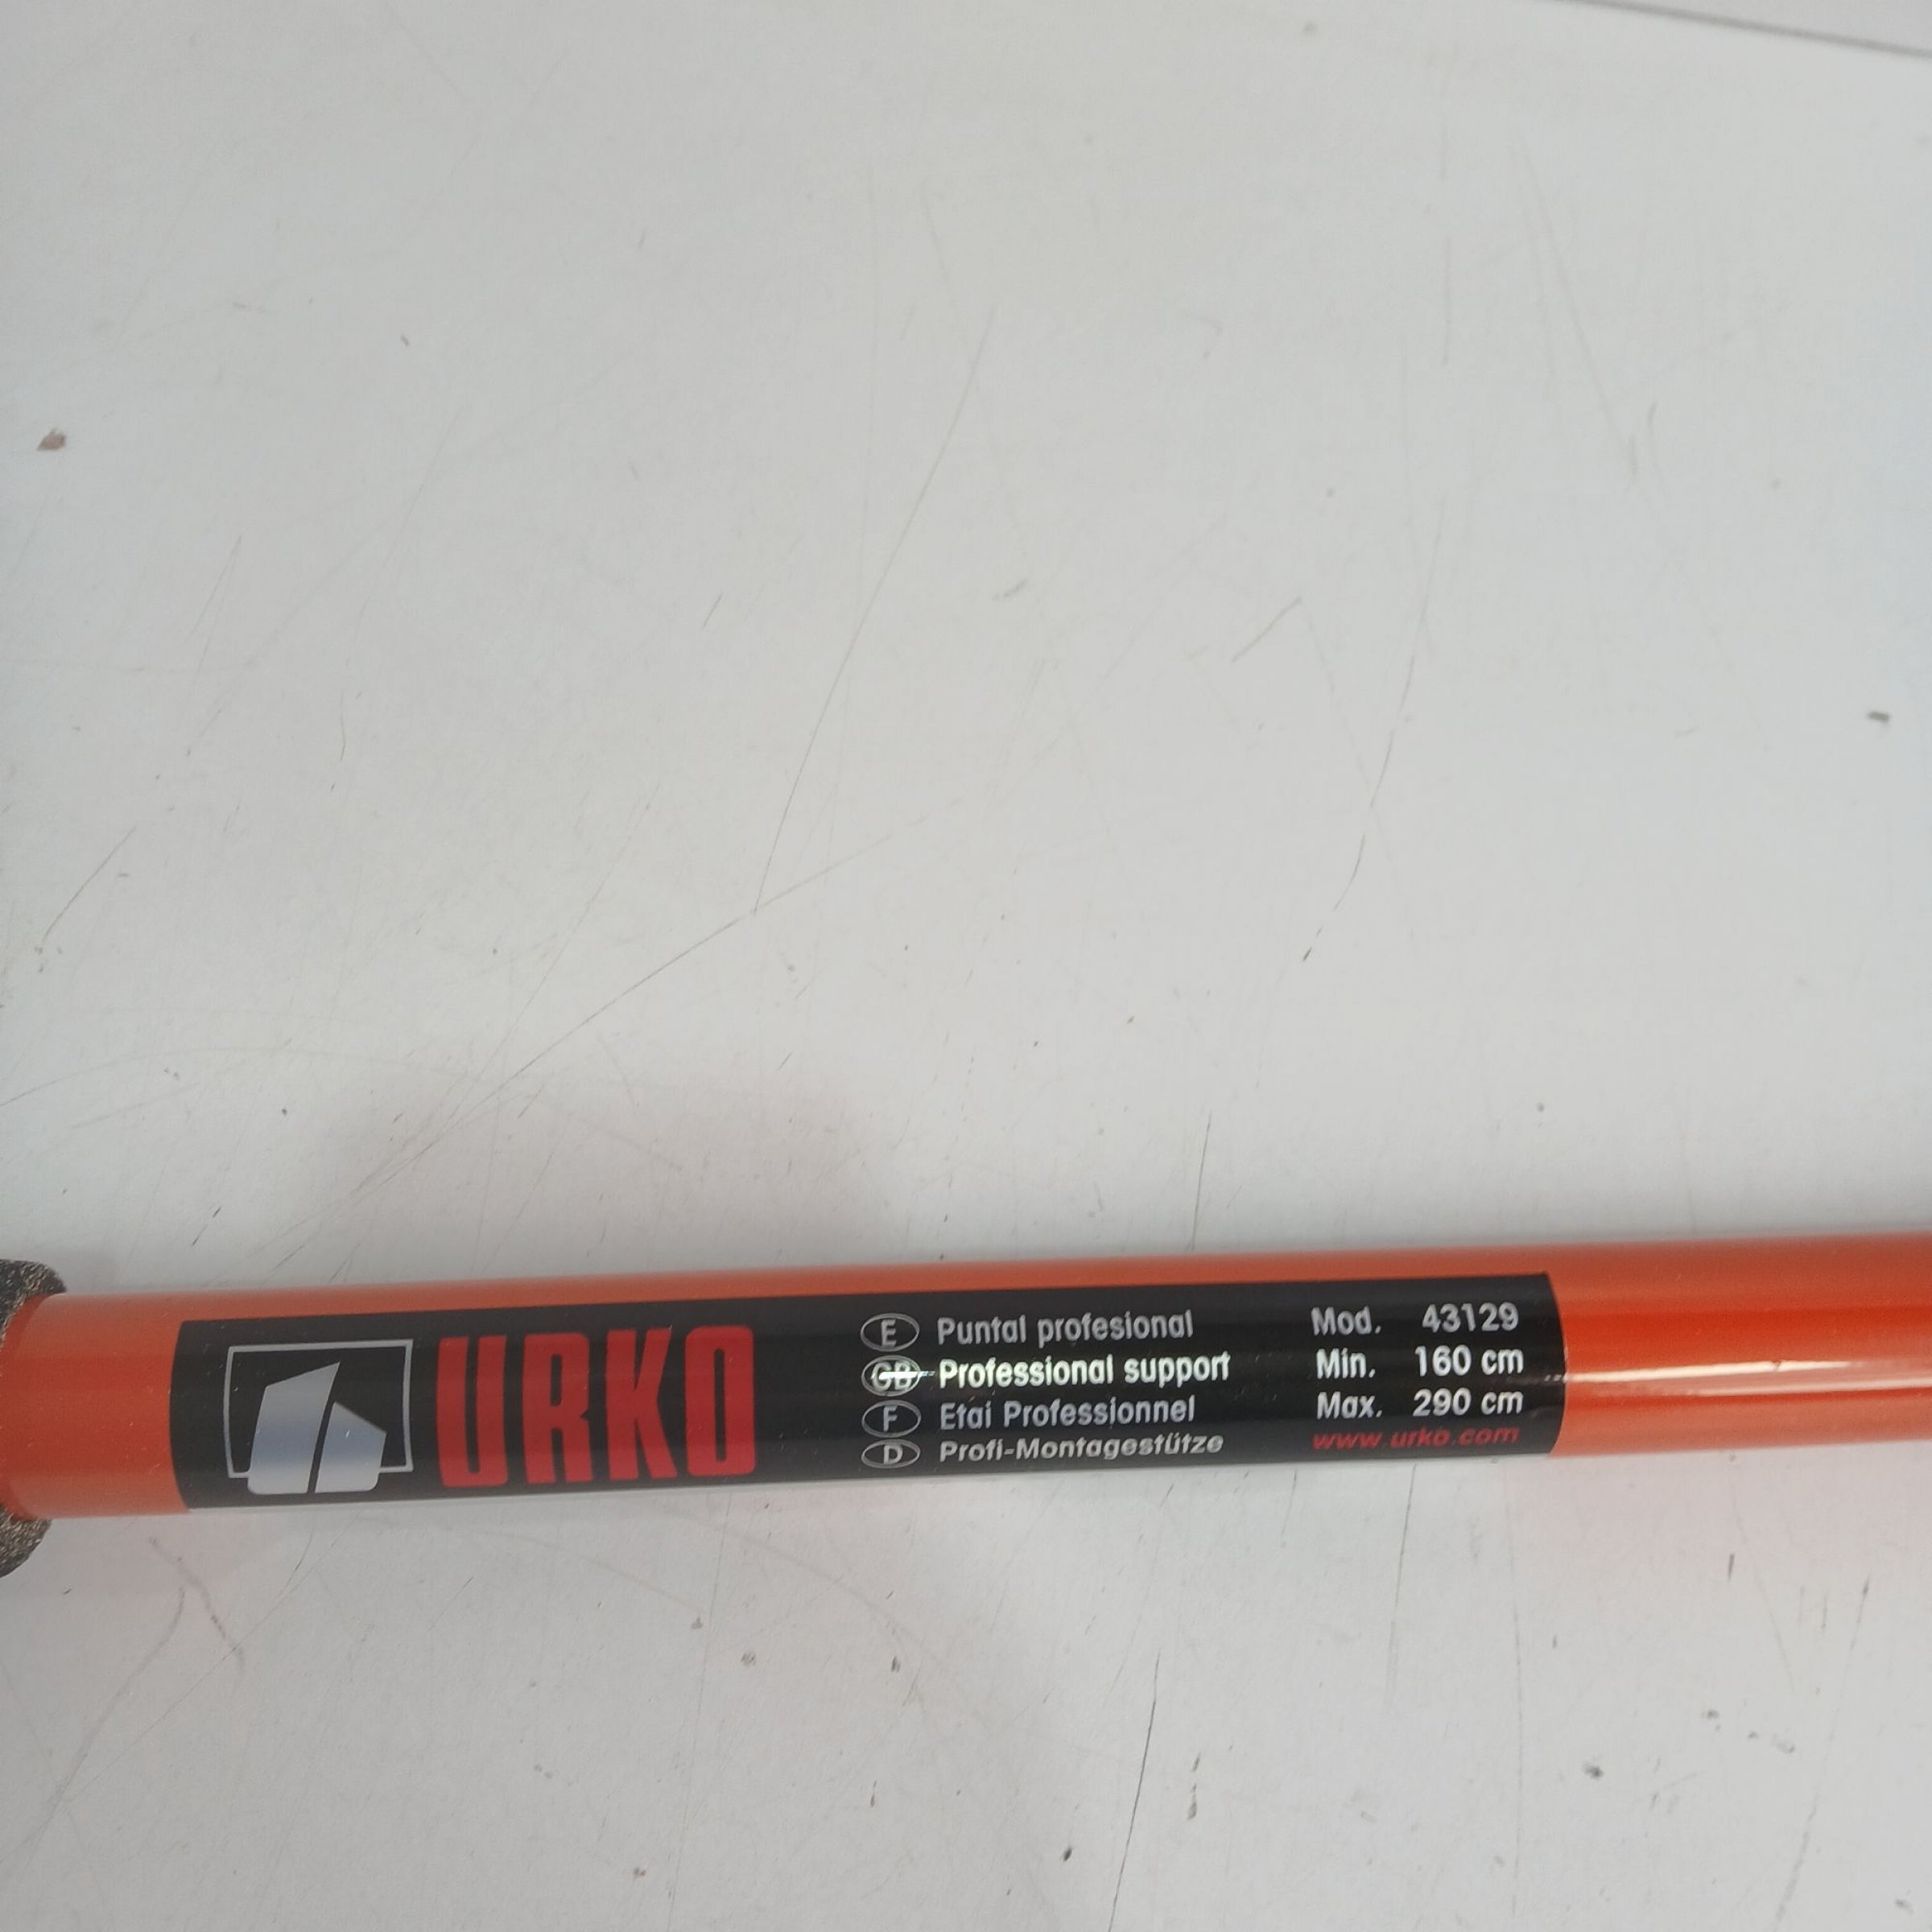 URKO
E Puntal profesional
GB Professional support
F Etai Professionnel
D Profi-Montagestütze
Mod. 43129
Min. 160 cm
Max. 290 cm
www.urko.com